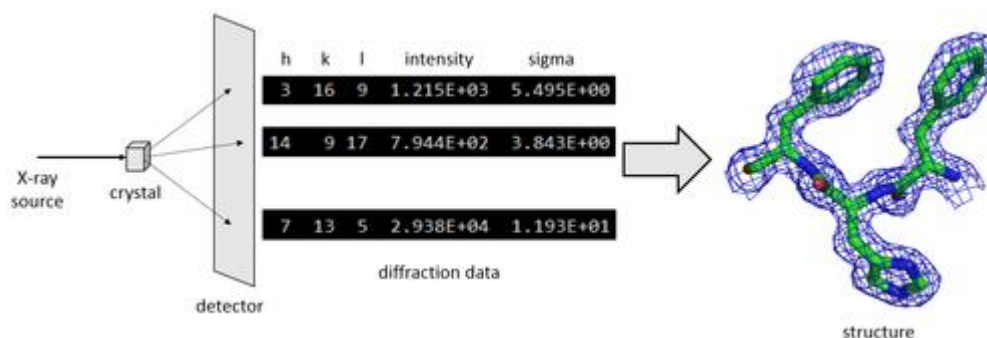 h k l intensity sigma
3 16 9 1.215E+03 5.495E+00
14 9 17 7.944E+02 3.843E+00
7 13 5 2.938E+04 1.193E+01
X-ray
source
crystal
detector
diffraction data
structure